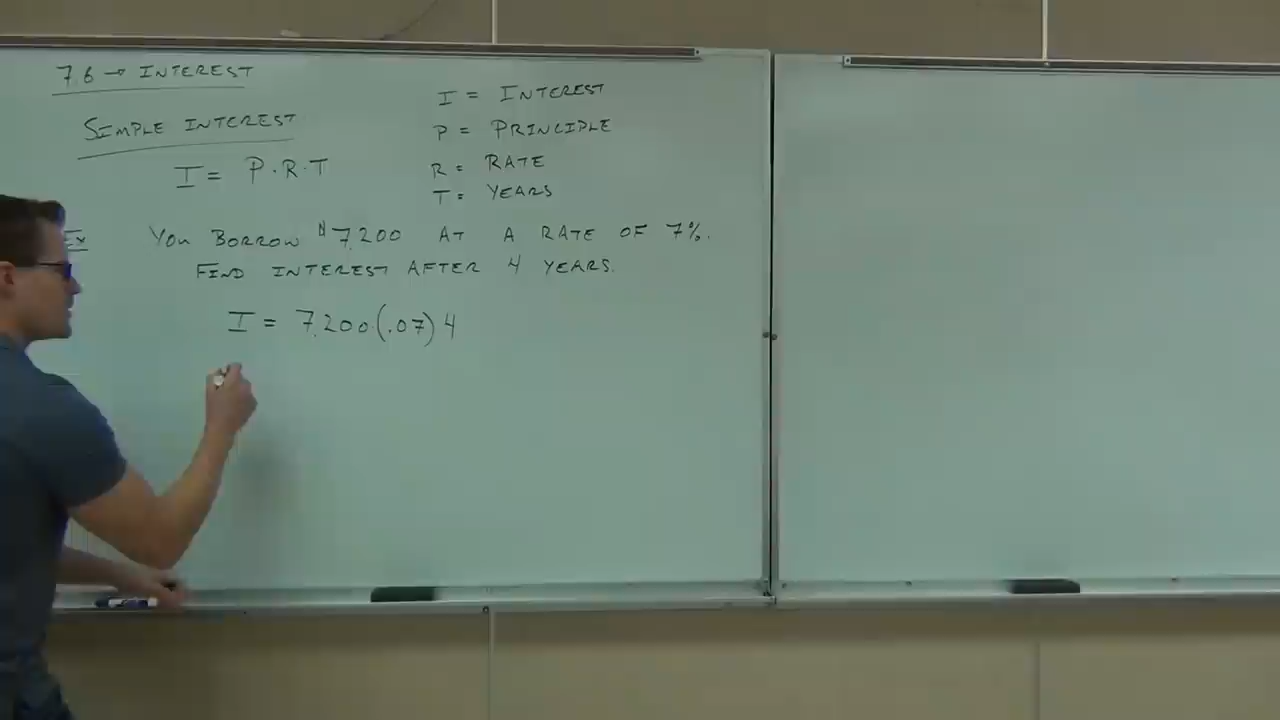 7.6 → INTEREST
SIMPLE INTEREST
I = P·R·T
I = INTEREST
P = PRINCIPLE
R = RATE
T = YEARS
EX YOU BORROW $7,200 AT A RATE OF 7%.
FIND INTEREST AFTER 4 YEARS.
I = 7,200(.07)4